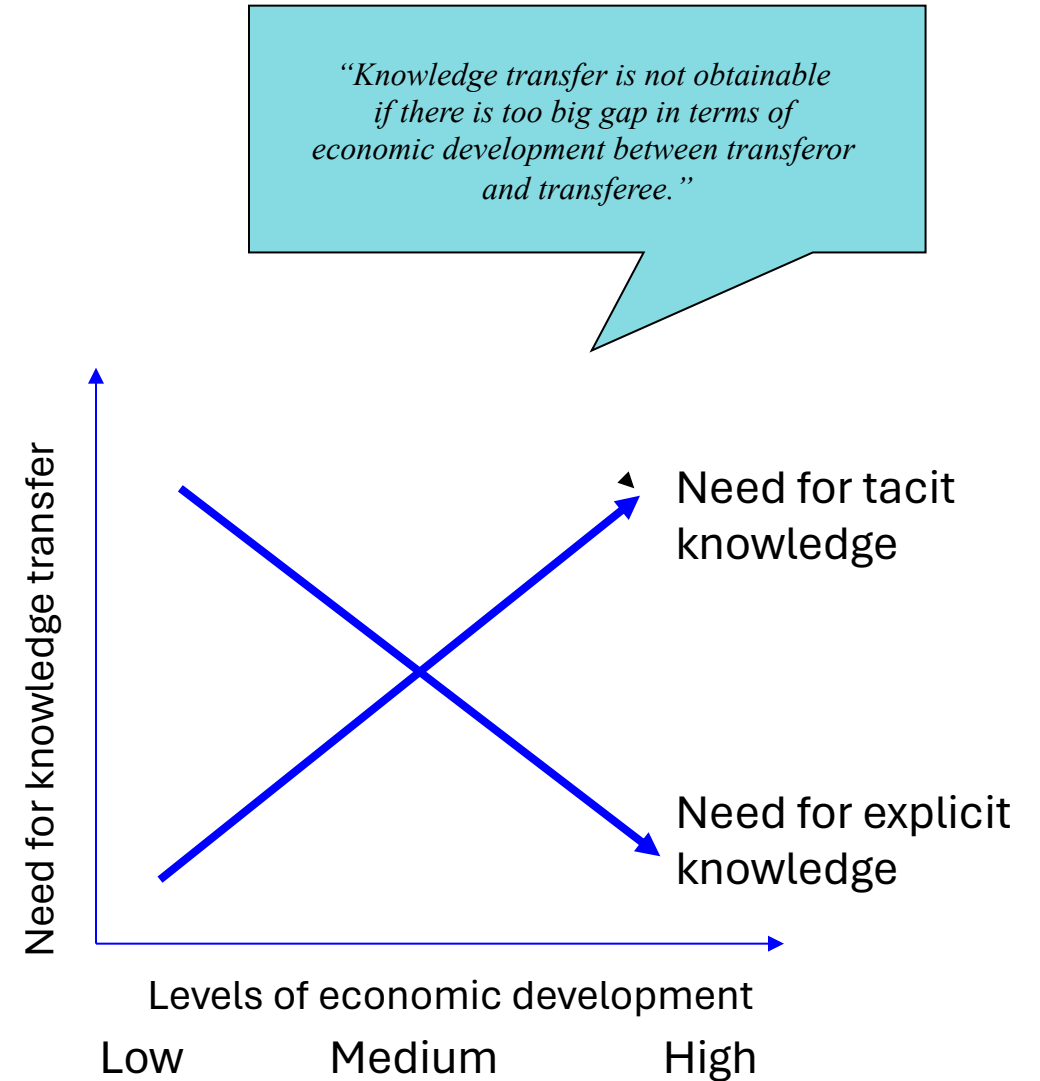 “Knowledge transfer is not obtainable
if there is too big gap in terms of
economic development between transferor
and transferee.”
Need for knowledge transfer
Need for tacit
knowledge
Need for explicit
knowledge
Levels of economic development
Low Medium High